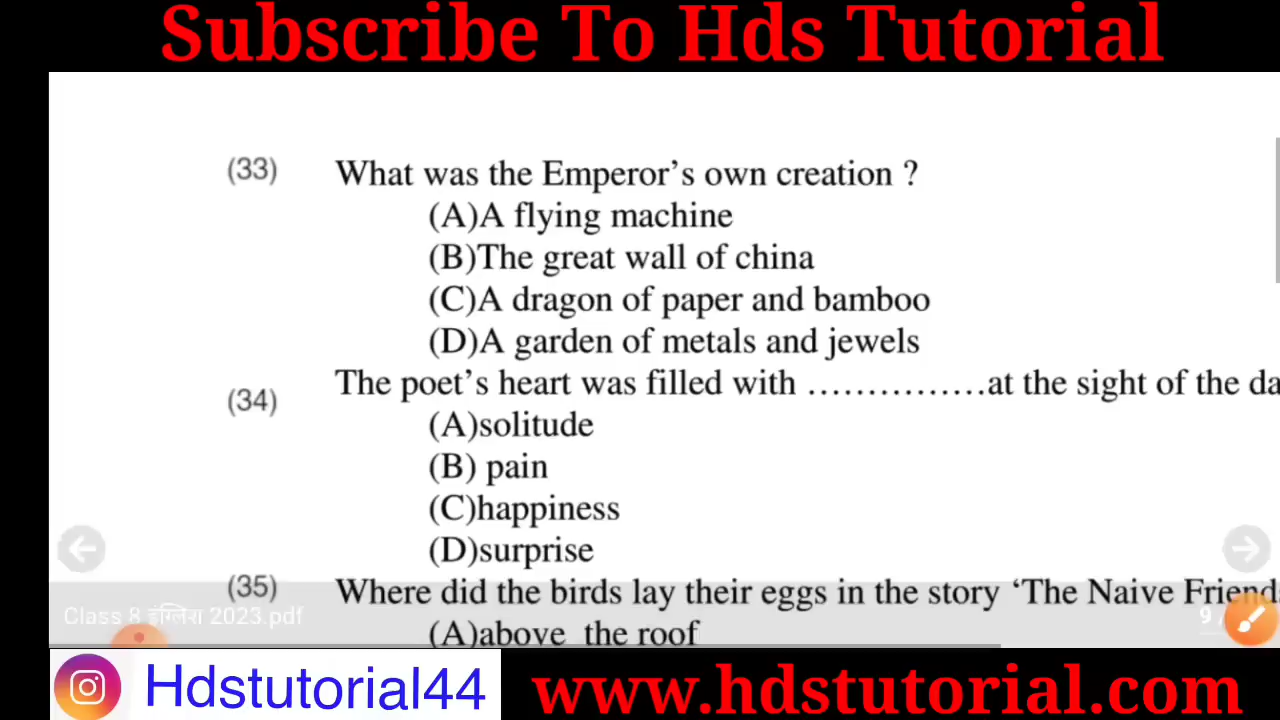 Subscribe To Hds Tutorial
(33) What was the Emperor's own creation ?
(A)A flying machine
(B)The great wall of china
(C)A dragon of paper and bamboo
(D)A garden of metals and jewels
(34) The poet's heart was filled with ……………at the sight of the da
(A)solitude
(B) pain
(C)happiness
(D)surprise
(35) Where did the birds lay their eggs in the story ‘The Naive Friend
Class 8 इंग्लिश 2023.pdf 9 /
(A)above the roof
Hdstutorial44 www.hdstutorial.com